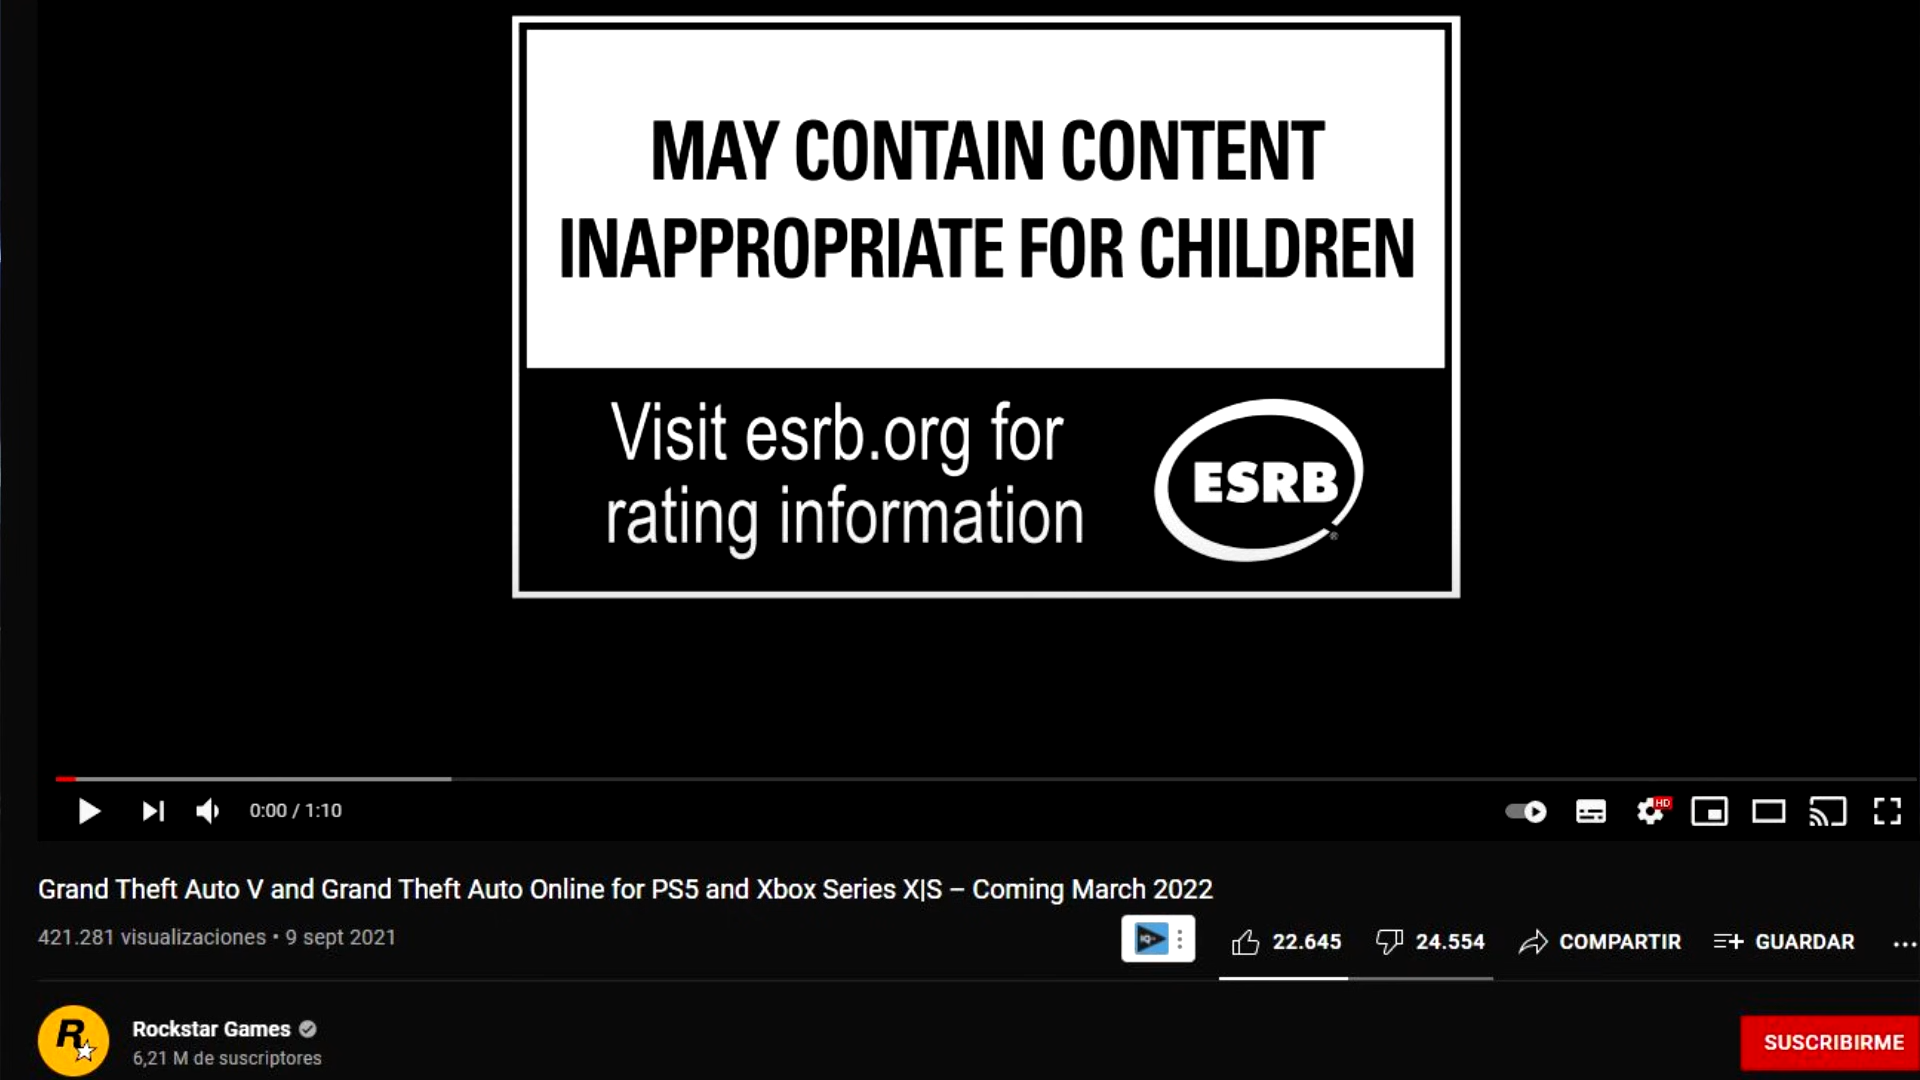 MAY CONTAIN CONTENT
INAPPROPRIATE FOR CHILDREN
Visit esrb.org for
rating information
ESRB
®
0:00 / 1:10
HD
Grand Theft Auto V and Grand Theft Auto Online for PS5 and Xbox Series X|S – Coming March 2022
421.281 visualizaciones • 9 sept 2021
IQ
22.645
24.554
COMPARTIR
GUARDAR
R
Rockstar Games
6,21 M de suscriptores
SUSCRIBIRME